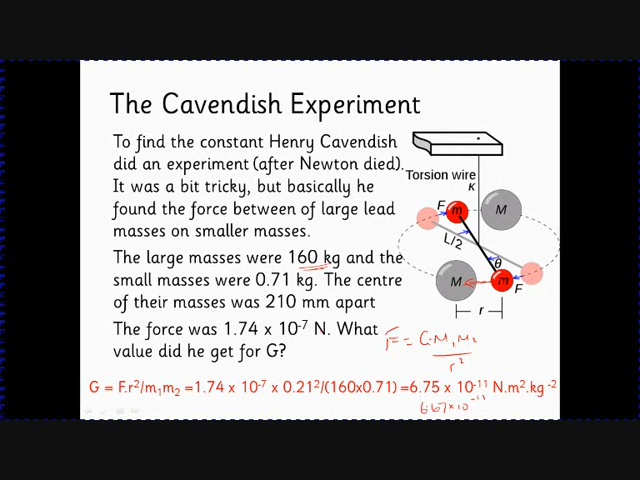 The Cavendish Experiment
To find the constant Henry Cavendish
did an experiment (after Newton died).
It was a bit tricky, but basically he
found the force between of large lead
masses on smaller masses.
The large masses were 160 kg and the
small masses were 0.71 kg. The centre
of their masses was 210 mm apart
The force was 1.74 x 10⁻⁷ N. What
value did he get for G?
Torsion wire
κ
F m M
L/2
θ
M m F
r
F = G M₁ M₂
r²
G = F.r²/m₁m₂ =1.74 x 10⁻⁷ x 0.21²/(160x0.71) =6.75 x 10⁻¹¹ N.m².kg⁻²
6.67×10⁻¹¹